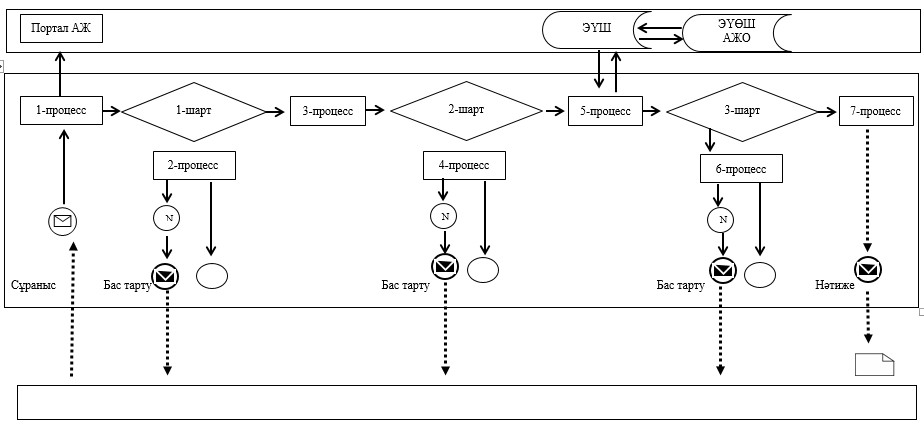 Портал АЖ
ЭҮШ
ЭҮӨШ
АЖО
1-процесс
1-шарт
3-процесс
2-шарт
5-процесс
3-шарт
7-процесс
2-процесс
4-процесс
6-процесс
N
N
N
Сұраныс
Бас тарту
Бас тарту
Бас тарту
Нәтиже